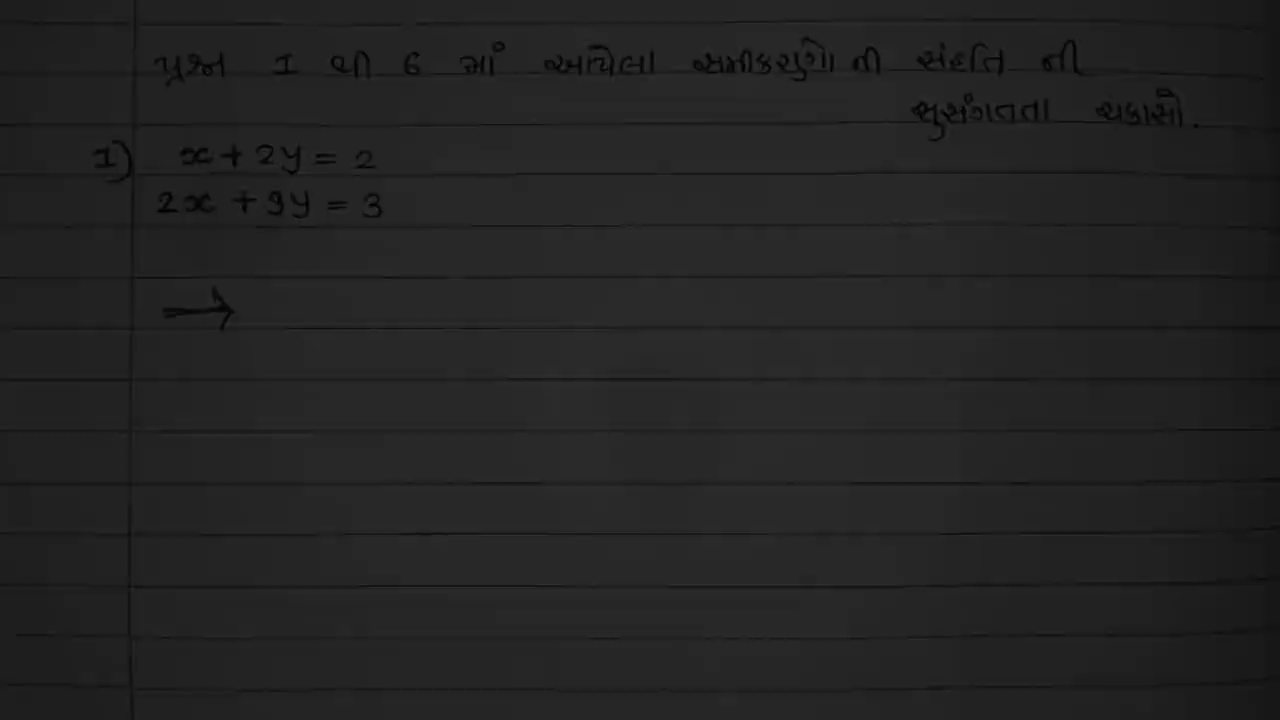 પ્રશ્ન 1 થી 6 માં આપેલા સમીકરણો ની સંહતિ ની
સુસંગતતા ચકાસો.
1) x + 2y = 2
2x + 3y = 3
→